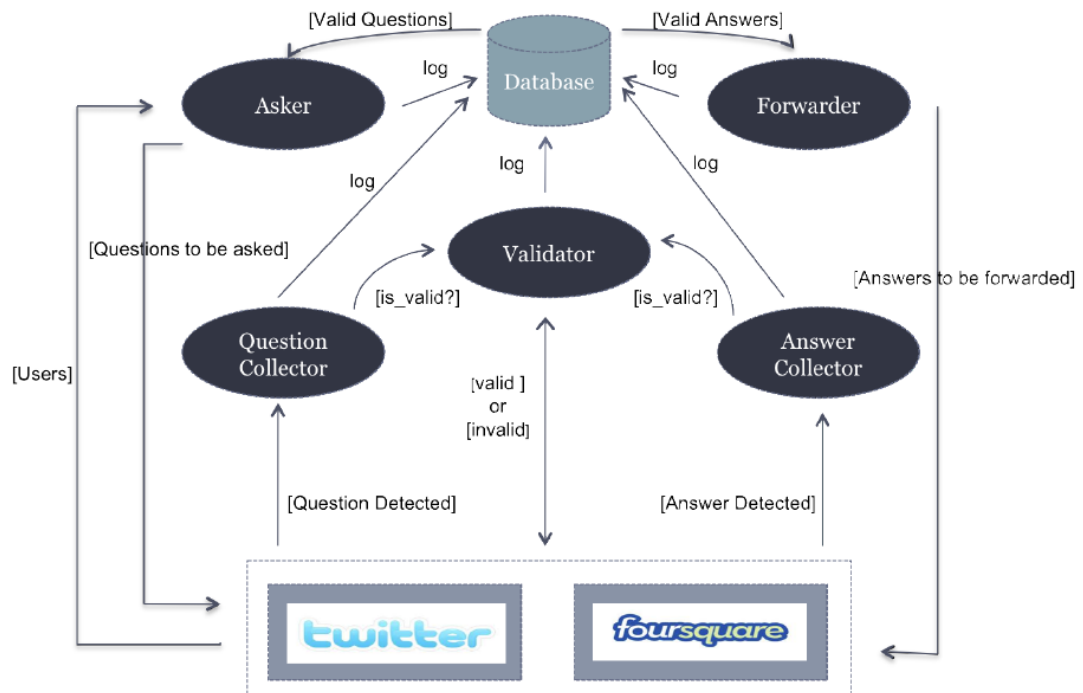 [Valid Questions]
[Valid Answers]
log
Database
log
Asker
Forwarder
log
log
log
[Questions to be asked]
Validator
[is_valid?]
[is_valid?]
[Answers to be forwarded]
Question
Collector
Answer
Collector
[Users]
[valid ]
or
[invalid]
[Question Detected]
[Answer Detected]
twitter
foursquare